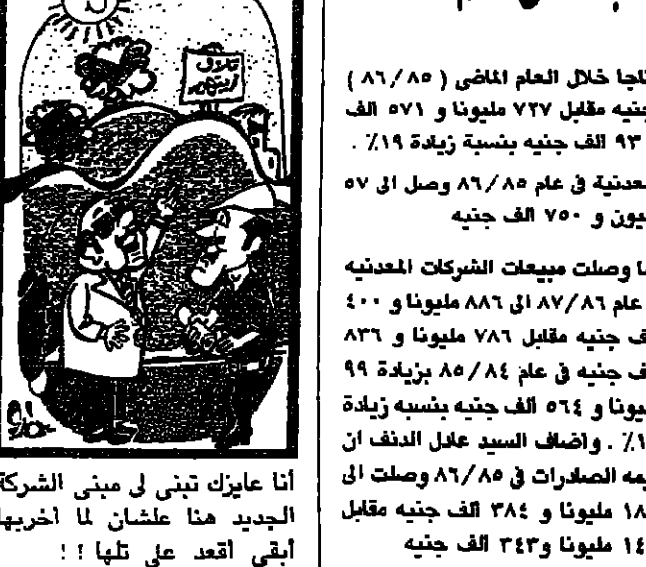 تاجا خلال العام الماضى ( ٨٦/٨٥ )
جنيه مقابل ٧٢٧ مليونا و ٥٧١ الف
٩٣ الف جنيه بنسبة زيادة ١٩٪ .
معدنية فى عام ٨٦/٨٥ وصل الى ٥٧
يون و ٧٥٠ الف جنيه
ا وصلت مبيعات الشركات المعدنيه
عام ٨٧/٨٦ الى ٨٨٦ مليونا و ٤٠٠
ف جنيه مقابل ٧٨٦ مليونا و ٨٣٦
ف جنيه فى عام ٨٥/٨٤ بزيادة ٩٩
يونا و ٥٦٤ الف جنيه بنسبه زيادة
١٪ . واضاف السيد عادل الدنف ان
يمه الصادرات فى ٨٦/٨٥ وصلت الى
١٨ مليونا و ٣٨٤ الف جنيه مقابل
١٤ مليونا و٣٤٣ الف جنيه
أنا عايزك تبنى لى مبنى الشركة
الجديد هنا علشان لما اخربها
أبقى أقعد على تلها ! !